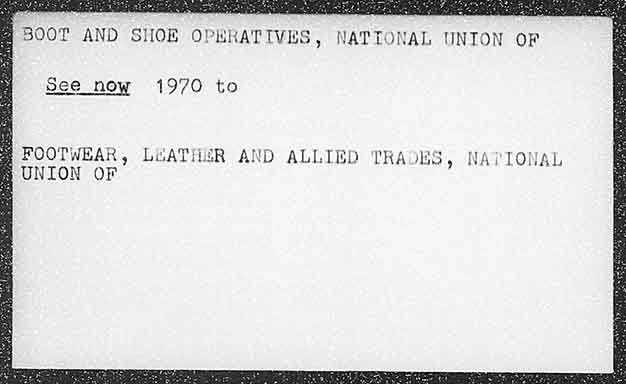 BOOT AND SHOE OPERATIVES, NATIONAL UNION OF
See now 1970 to
FOOTWEAR, LEATHER AND ALLIED TRADES, NATIONAL
UNION OF